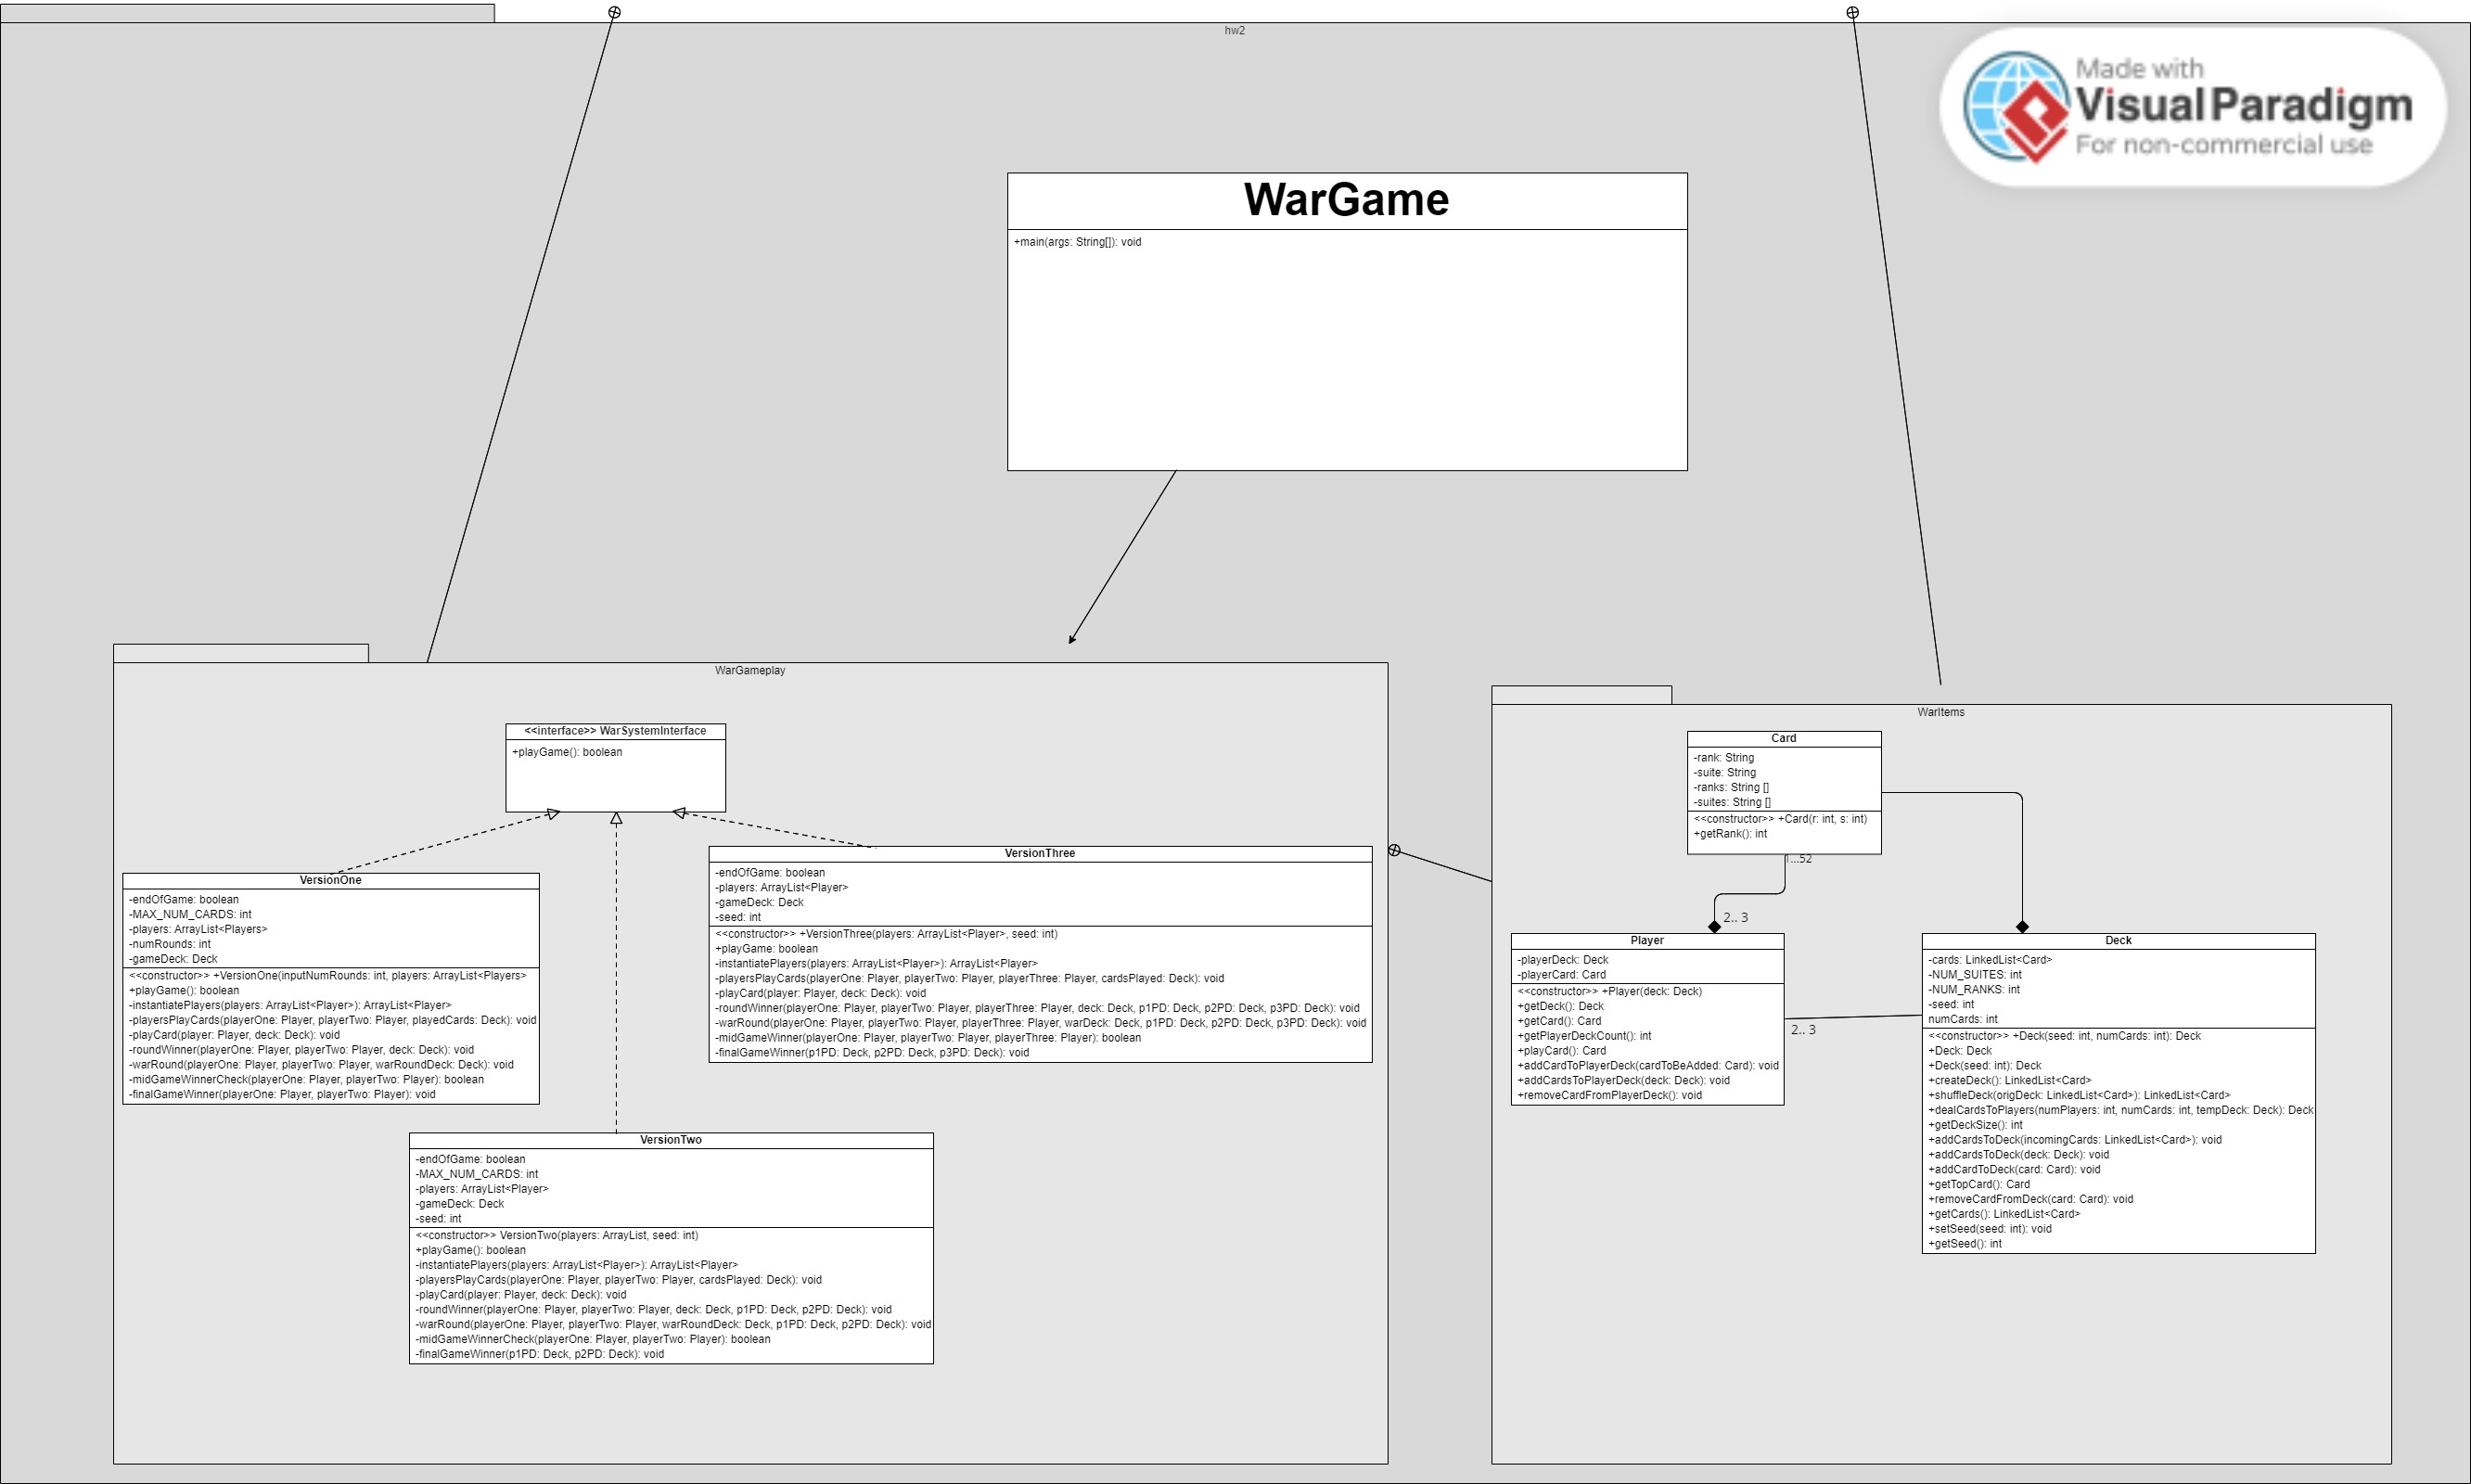 hw2
Made with
Visual Paradigm
For non-commercial use
WarGame
+main(args: String[]): void
WarGameplay
<<interface>> WarSystemInterface
+playGame(): boolean
VersionOne
-endOfGame: boolean
-MAX_NUM_CARDS: int
-players: ArrayList<Players>
-numRounds: int
-gameDeck: Deck
<<constructor>> +VersionOne(inputNumRounds: int, players: ArrayList<Players>
+playGame(): boolean
-instantiatePlayers(players: ArrayList<Player>): ArrayList<Player>
-playersPlayCards(playerOne: Player, playerTwo: Player, playedCards: Deck): void
-playCard(player: Player, deck: Deck): void
-roundWinner(playerOne: Player, playerTwo: Player, deck: Deck): void
-warRound(playerOne: Player, playerTwo: Player, warRoundDeck: Deck): void
-midGameWinnerCheck(playerOne: Player, playerTwo: Player): boolean
-finalGameWinner(playerOne: Player, playerTwo: Player): void
VersionThree
-endOfGame: boolean
-players: ArrayList<Player>
-gameDeck: Deck
-seed: int
<<constructor>> +VersionThree(players: ArrayList<Player>, seed: int)
+playGame: boolean
-instantiatePlayers(players: ArrayList<Player>): ArrayList<Player>
-playersPlayCards(playerOne: Player, playerTwo: Player, playerThree: Player, cardsPlayed: Deck): void
-playCard(player: Player, deck: Deck): void
-roundWinner(playerOne: Player, playerTwo: Player, playerThree: Player, deck: Deck, p1PD: Deck, p2PD: Deck, p3PD: Deck): void
-warRound(playerOne: Player, playerTwo: Player, playerThree: Player, warDeck: Deck, p1PD: Deck, p2PD: Deck, p3PD: Deck): void
-midGameWinner(playerOne: Player, playerTwo: Player, playerThree: Player): boolean
-finalGameWinner(p1PD: Deck, p2PD: Deck, p3PD: Deck): void
VersionTwo
-endOfGame: boolean
-MAX_NUM_CARDS: int
-players: ArrayList<Player>
-gameDeck: Deck
-seed: int
<<constructor>> VersionTwo(players: ArrayList, seed: int)
+playGame(): boolean
-instantiatePlayers(players: ArrayList<Player>): ArrayList<Player>
-playersPlayCards(playerOne: Player, playerTwo: Player, cardsPlayed: Deck): void
-playCard(player: Player, deck: Deck): void
-roundWinner(playerOne: Player, playerTwo: Player, deck: Deck, p1PD: Deck, p2PD: Deck): void
-warRound(playerOne: Player, playerTwo: Player, warRoundDeck: Deck, p1PD: Deck, p2PD: Deck): void
-midGameWinnerCheck(playerOne: Player, playerTwo: Player): boolean
-finalGameWinner(p1PD: Deck, p2PD: Deck): void
WarItems
Card
-rank: String
-suite: String
-ranks: String []
-suites: String []
<<constructor>> +Card(r: int, s: int)
+getRank(): int
1...52
2.. 3
Player
-playerDeck: Deck
-playerCard: Card
<<constructor>> +Player(deck: Deck)
+getDeck(): Deck
+getCard(): Card
+getPlayerDeckCount(): int
+playCard(): Card
+addCardToPlayerDeck(cardToBeAdded: Card): void
+addCardsToPlayerDeck(deck: Deck): void
+removeCardFromPlayerDeck(): void
2.. 3
Deck
-cards: LinkedList<Card>
-NUM_SUITES: int
-NUM_RANKS: int
-seed: int
numCards: int
<<constructor>> +Deck(seed: int, numCards: int): Deck
+Deck: Deck
+Deck(seed: int): Deck
+createDeck(): LinkedList<Card>
+shuffleDeck(origDeck: LinkedList<Card>): LinkedList<Card>
+dealCardsToPlayers(numPlayers: int, numCards: int, tempDeck: Deck): Deck
+getDeckSize(): int
+addCardsToDeck(incomingCards: LinkedList<Card>): void
+addCardsToDeck(deck: Deck): void
+addCardToDeck(card: Card): void
+getTopCard(): Card
+removeCardFromDeck(card: Card): void
+getCards(): LinkedList<Card>
+setSeed(seed: int): void
+getSeed(): int